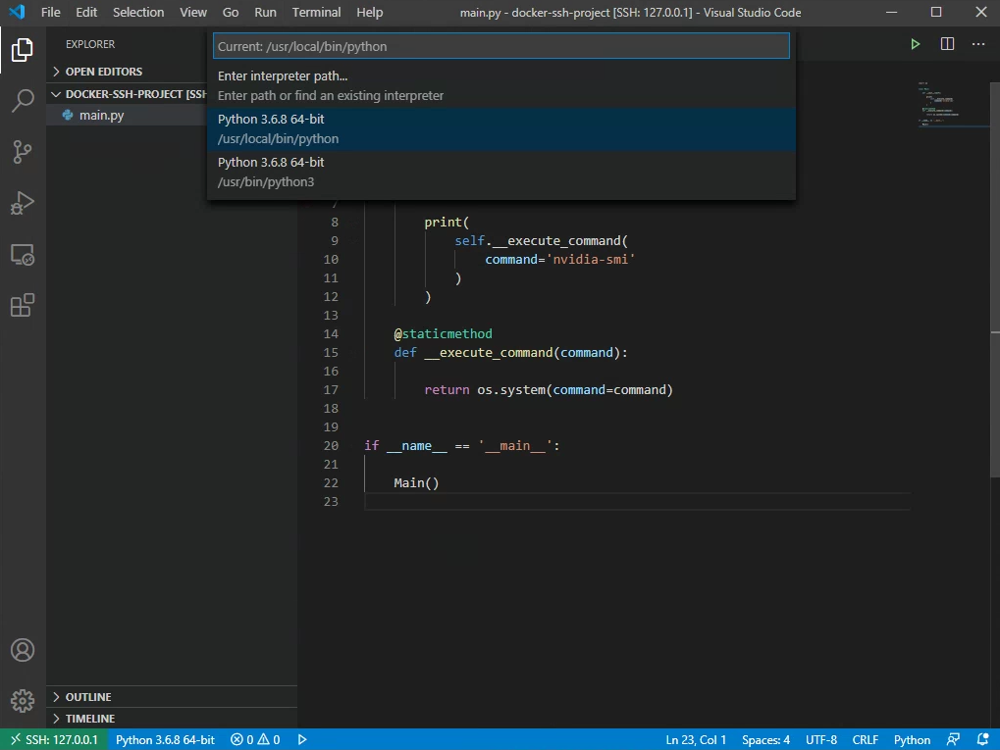 File Edit Selection View Go Run Terminal Help main.py - docker-ssh-project [SSH: 127.0.0.1] - Visual Studio Code
EXPLORER
OPEN EDITORS
DOCKER-SSH-PROJECT [SSH
main.py
Current: /usr/local/bin/python
Enter interpreter path...
Enter path or find an existing interpreter
Python 3.6.8 64-bit
/usr/local/bin/python
Python 3.6.8 64-bit
/usr/bin/python3
7
8 print(
9 self.__execute_command(
10 command='nvidia-smi'
11 )
12 )
13
14 @staticmethod
15 def __execute_command(command):
16
17 return os.system(command=command)
18
19
20 if __name__ == '__main__':
21
22 Main()
23
OUTLINE
TIMELINE
SSH: 127.0.0.1 Python 3.6.8 64-bit 0 0 Ln 23, Col 1 Spaces: 4 UTF-8 CRLF Python